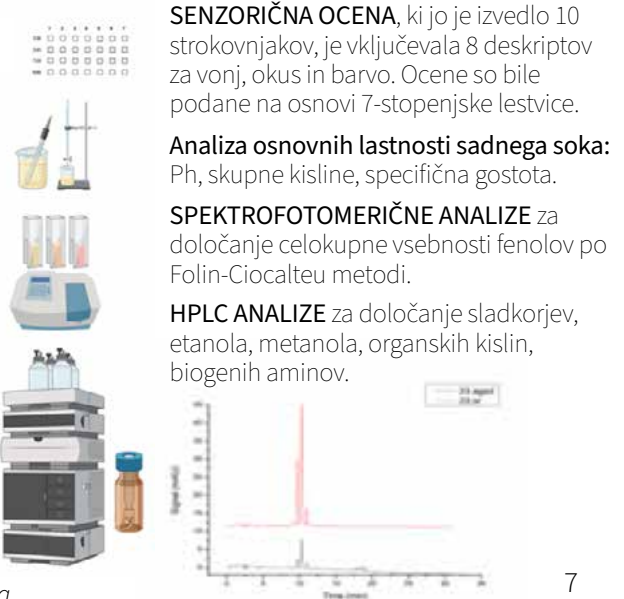 SENZORIČNA OCENA, ki jo je izvedlo 10
strokovnjakov, je vključevala 8 deskriptov
za vonj, okus in barvo. Ocene so bile
podane na osnovi 7-stopenjske lestvice.
Analiza osnovnih lastnosti sadnega soka:
Ph, skupne kisline, specifična gostota.
SPEKTROFOTOMERIČNE ANALIZE za
določanje celokupne vsebnosti fenolov po
Folin-Ciocalteu metodi.
HPLC ANALIZE za določanje sladkorjev,
etanola, metanola, organskih kislin,
biogenih aminov.
Time (min)
7